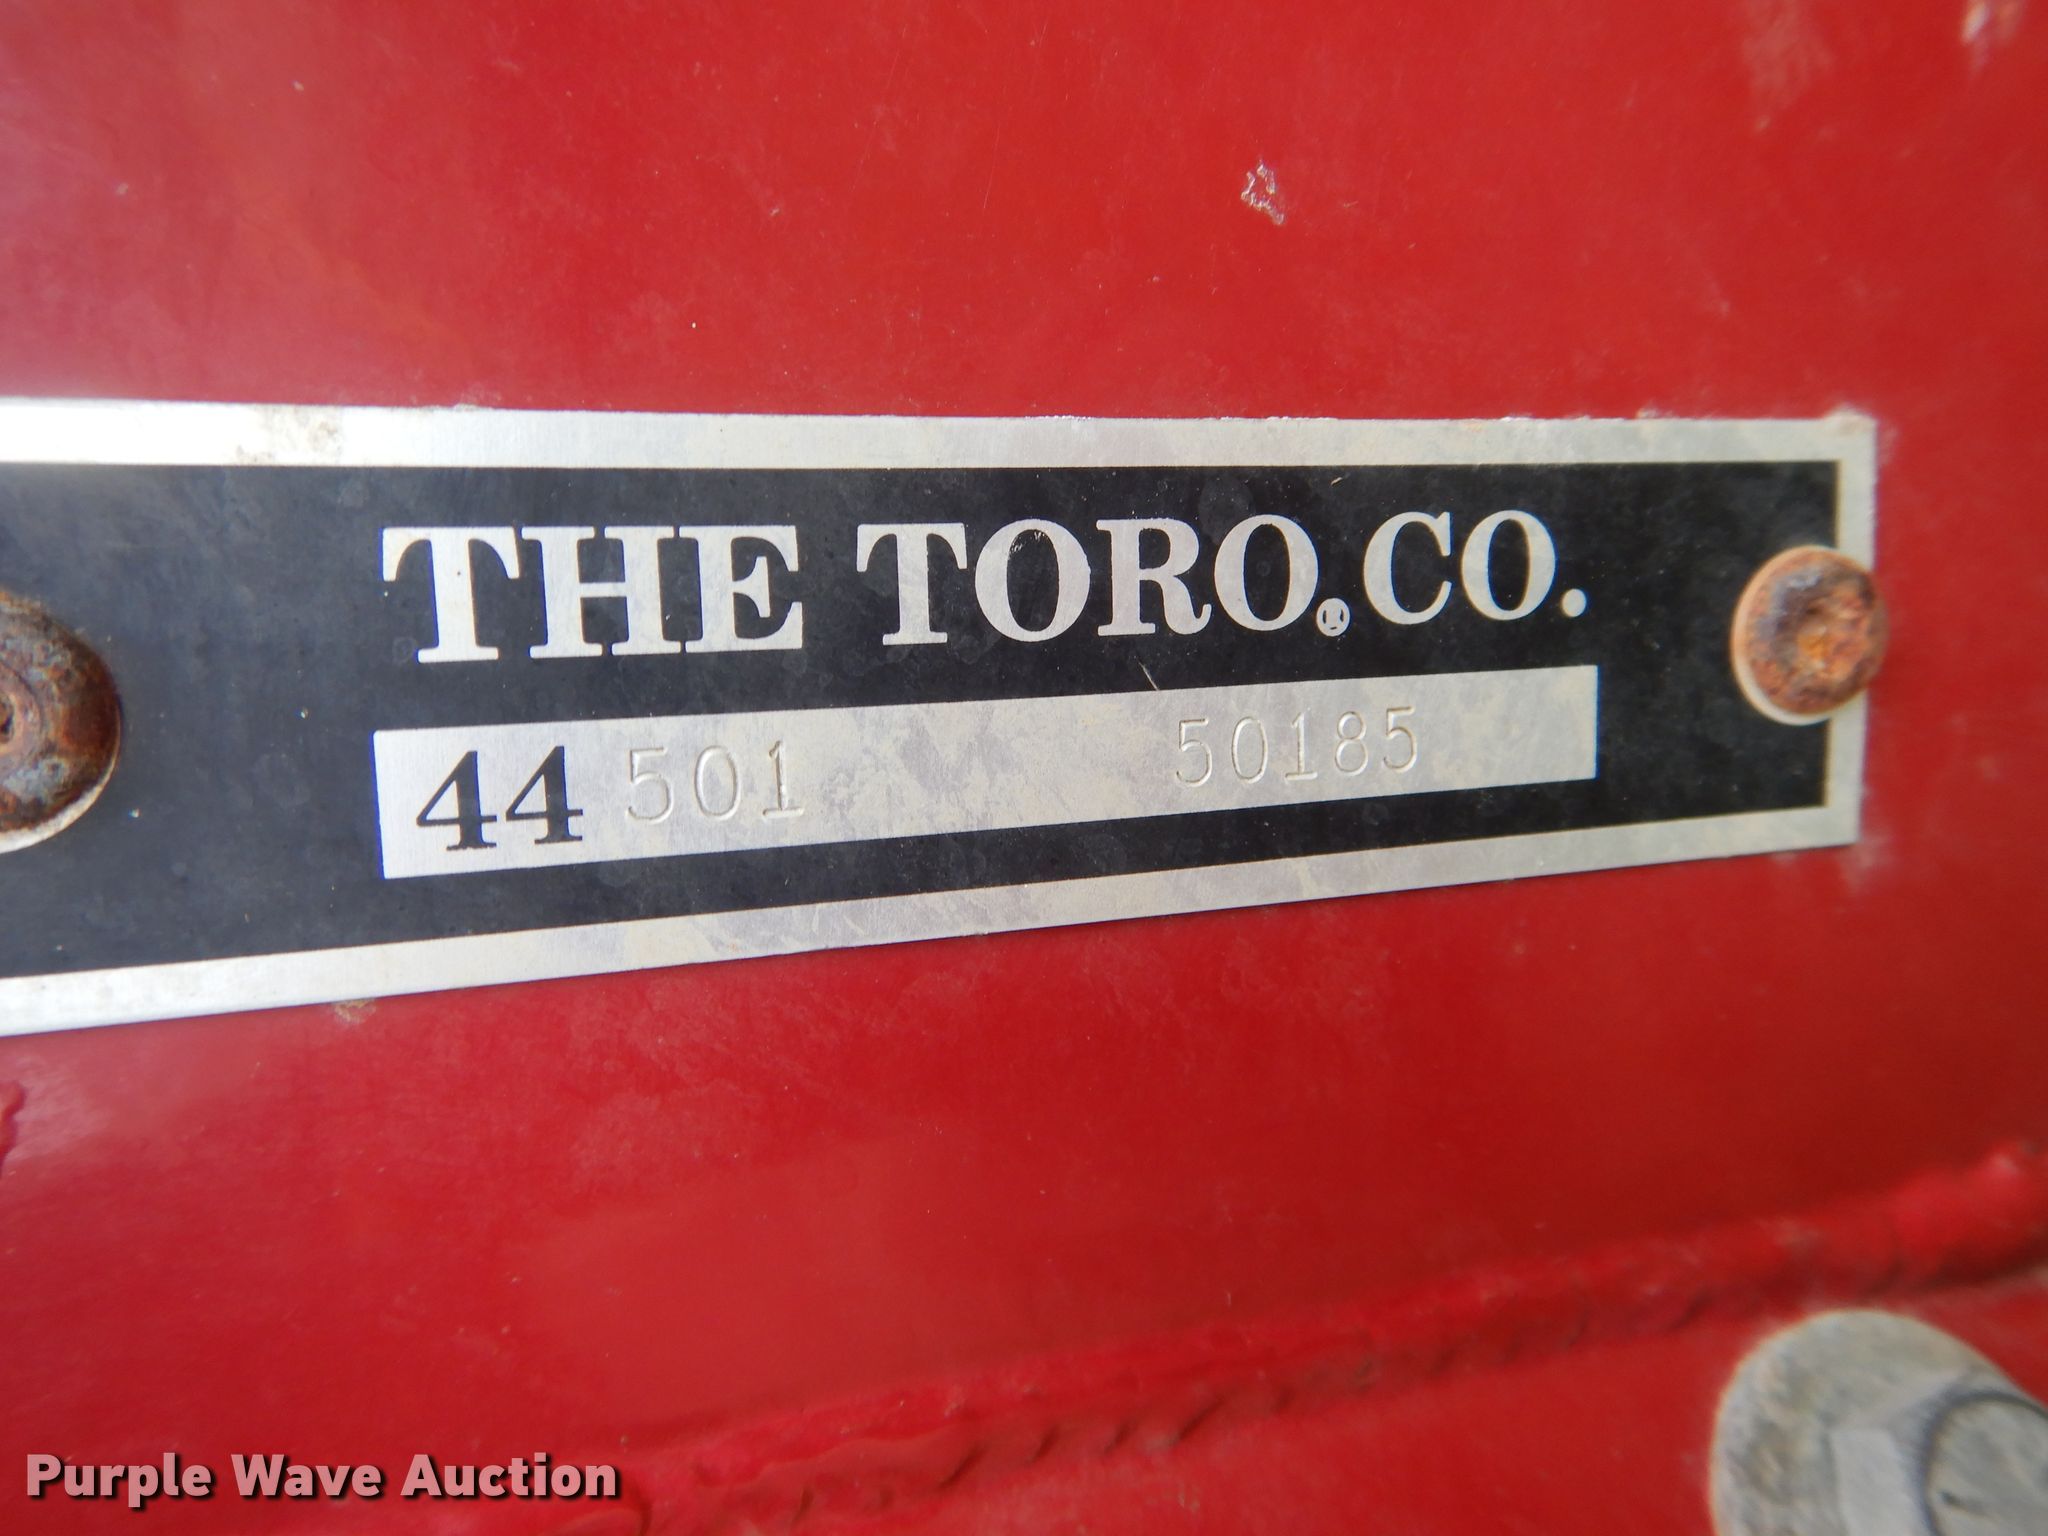 THE TORO® CO.
44 501 50185
Purple Wave Auction